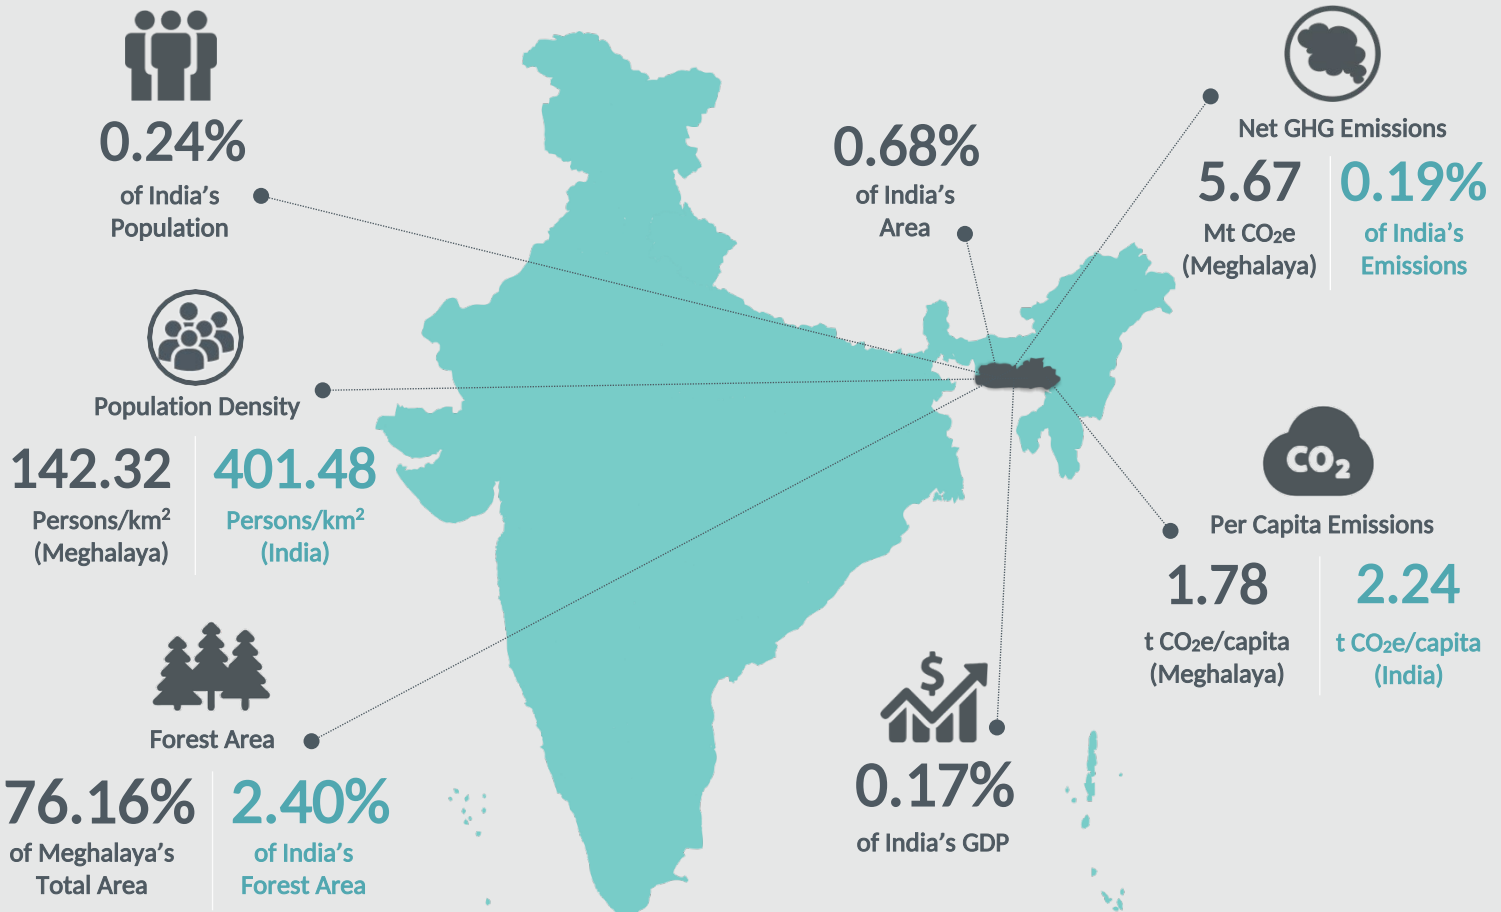 0.24%
of India's
Population
Population Density
142.32
Persons/km²
(Meghalaya)
401.48
Persons/km²
(India)
Forest Area
76.16%
of Meghalaya's
Total Area
2.40%
of India's
Forest Area
0.68%
of India's
Area
$
0.17%
of India's GDP
Net GHG Emissions
5.67
Mt CO₂e
(Meghalaya)
0.19%
of India's
Emissions
CO₂
Per Capita Emissions
1.78
t CO₂e/capita
(Meghalaya)
2.24
t CO₂e/capita
(India)